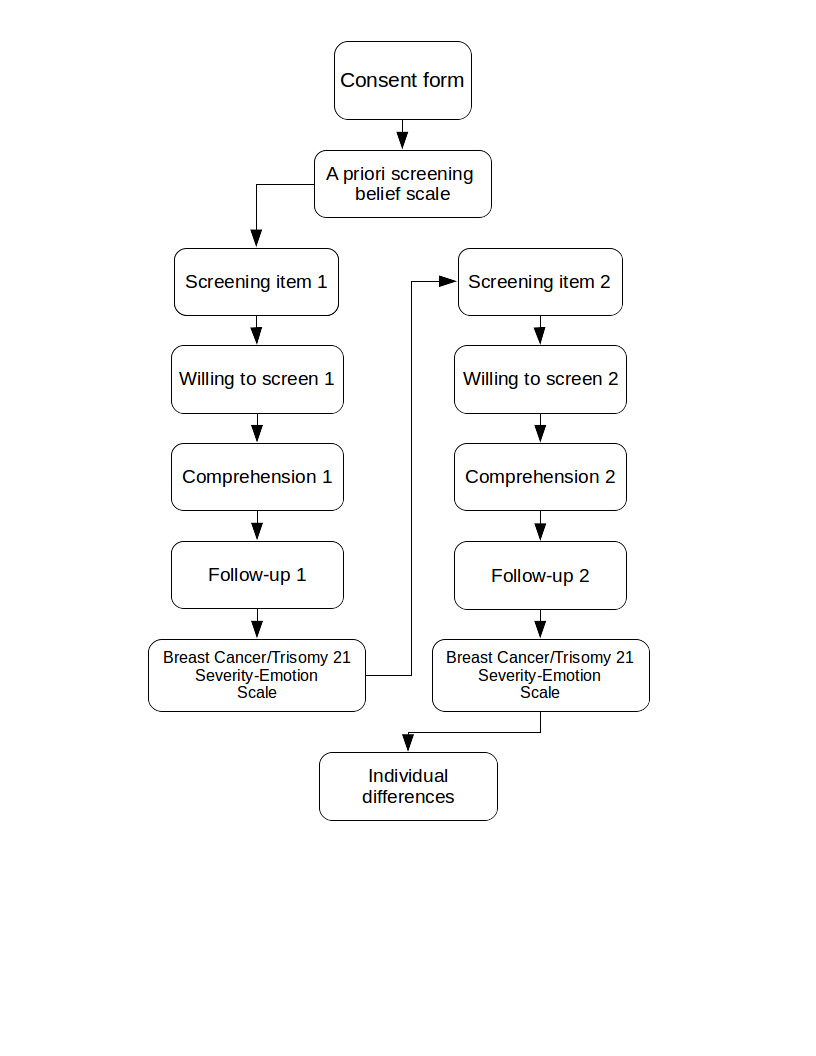 Consent form
A priori screening
belief scale
Screening item 1
Willing to screen 1
Comprehension 1
Follow-up 1
Breast Cancer/Trisomy 21
Severity-Emotion
Scale
Screening item 2
Willing to screen 2
Comprehension 2
Follow-up 2
Breast Cancer/Trisomy 21
Severity-Emotion
Scale
Individual
differences